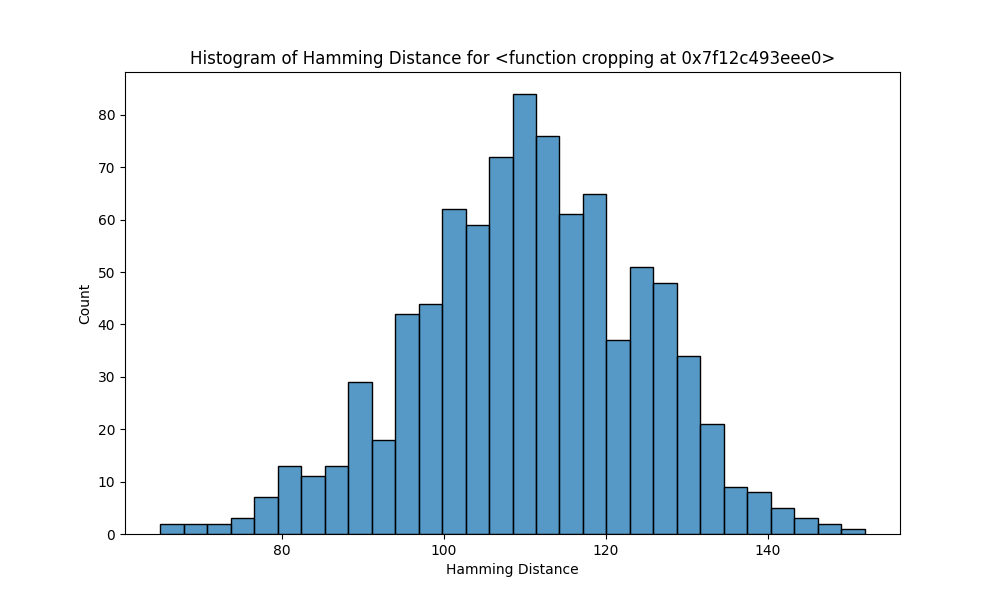 Histogram of Hamming Distance for <function cropping at 0x7f12c493eee0>
80
70
60
50
40
30
20
10
0
Count
80 100 120 140
Hamming Distance